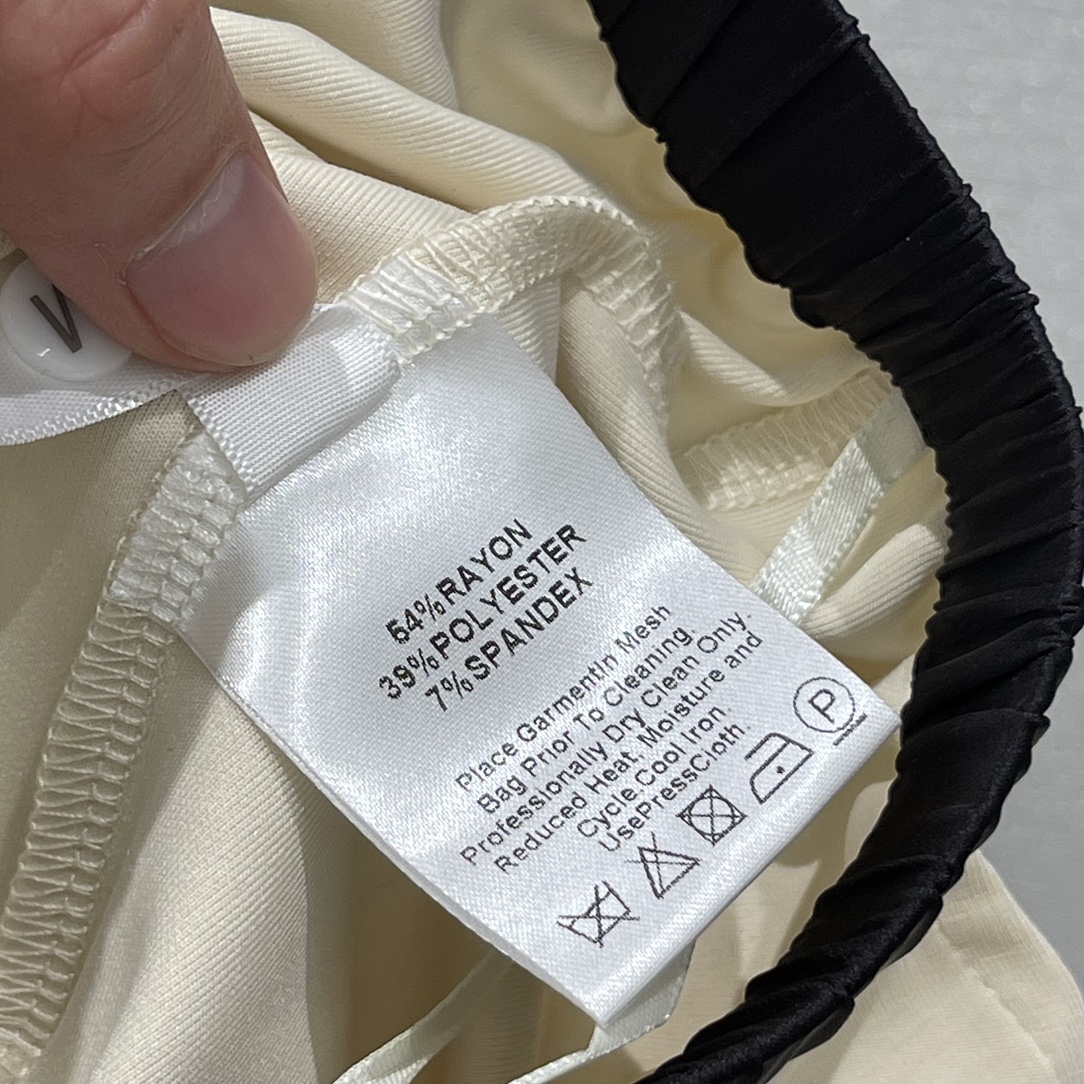 54%RAYON
39%POLYESTER
7%SPANDEX
Place GarmentIn Mesh
Bag Prior To Cleaning.
Professionally Dry Clean Only.
Reduced Heat, Moisture and
Cycle.Cool Iron.
UsePressCloth.
P